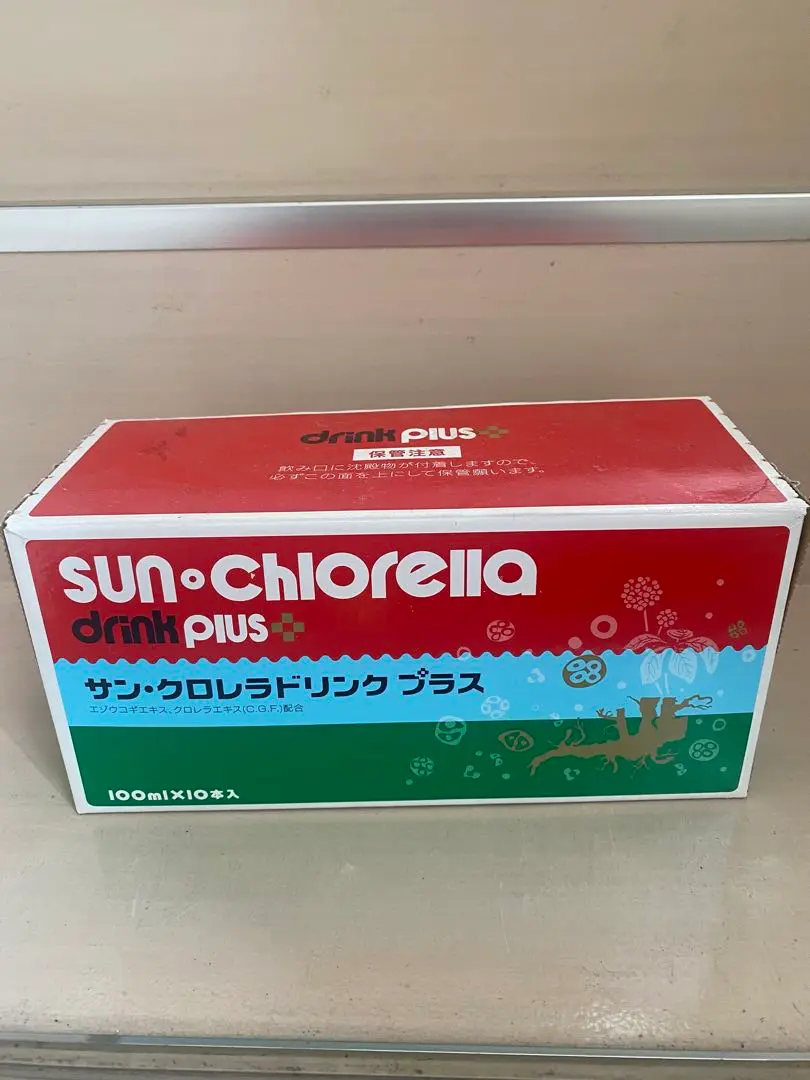 drink plus+
保管注意
飲み口に沈殿物が付着しますので、
必ずこの面を上にして保管願います。
sun・chlorella
drink plus+
サン・クロレラドリンク プラス
エゾウコギエキス、クロレラエキス(C.G.F.)配合
100ml×10本入